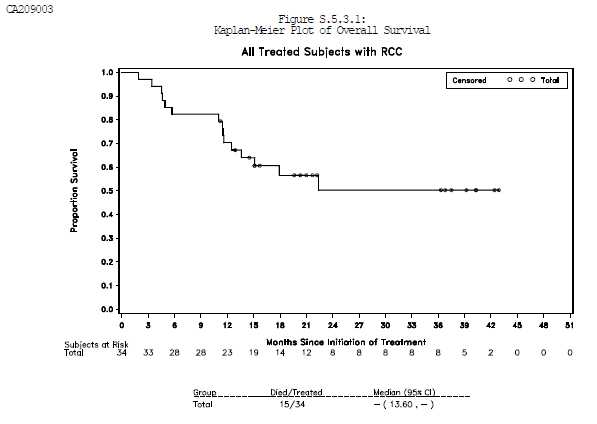 CA209003
Figure S.5.3.1:
Kaplan-Meier Plot of Overall Survival
All Treated Subjects with RCC
Censored Total
1.0
0.9
0.8
0.7
0.6
0.5
0.4
0.3
0.2
0.1
0.0
Proportion Survival
0 3 6 9 12 15 18 21 24 27 30 33 36 39 42 45 48 51
Months Since Initiation of Treatment
Subjects at Risk
Total 34 33 28 28 23 19 14 12 8 8 8 8 8 5 2 0 0 0
Group Died/Treated Median (95% CI)
Total 15/34 – ( 13.60 , – )